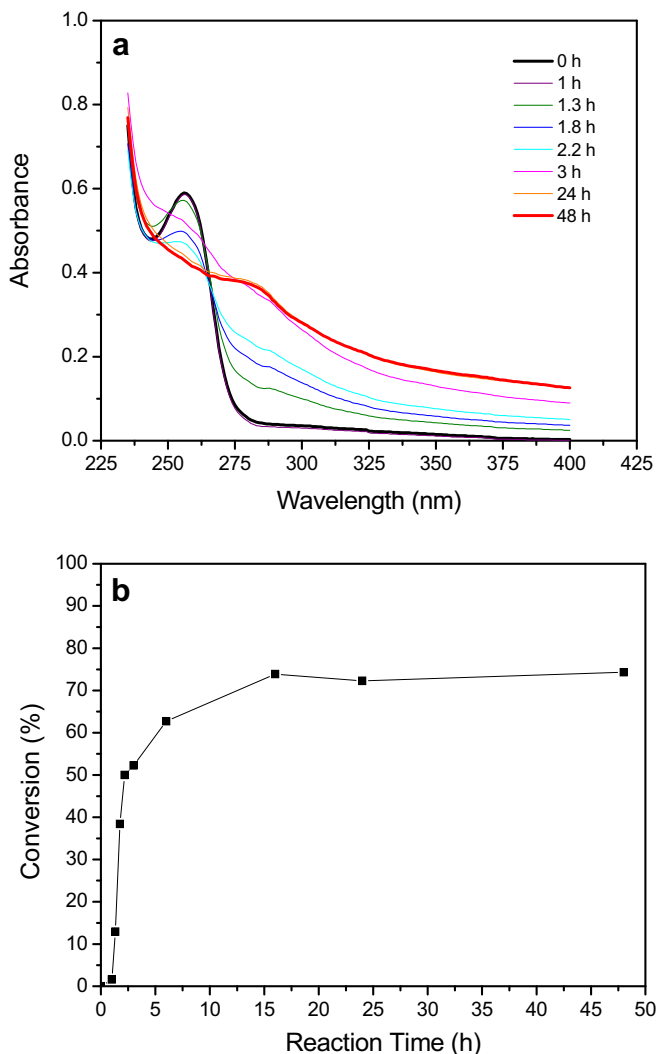 a
1.0
0.8
0.6
0.4
0.2
0.0
Absorbance
0 h
1 h
1.3 h
1.8 h
2.2 h
3 h
24 h
48 h
225 250 275 300 325 350 375 400 425
Wavelength (nm)
b
100
90
80
70
60
50
40
30
20
10
0
Conversion (%)
0 5 10 15 20 25 30 35 40 45 50
Reaction Time (h)